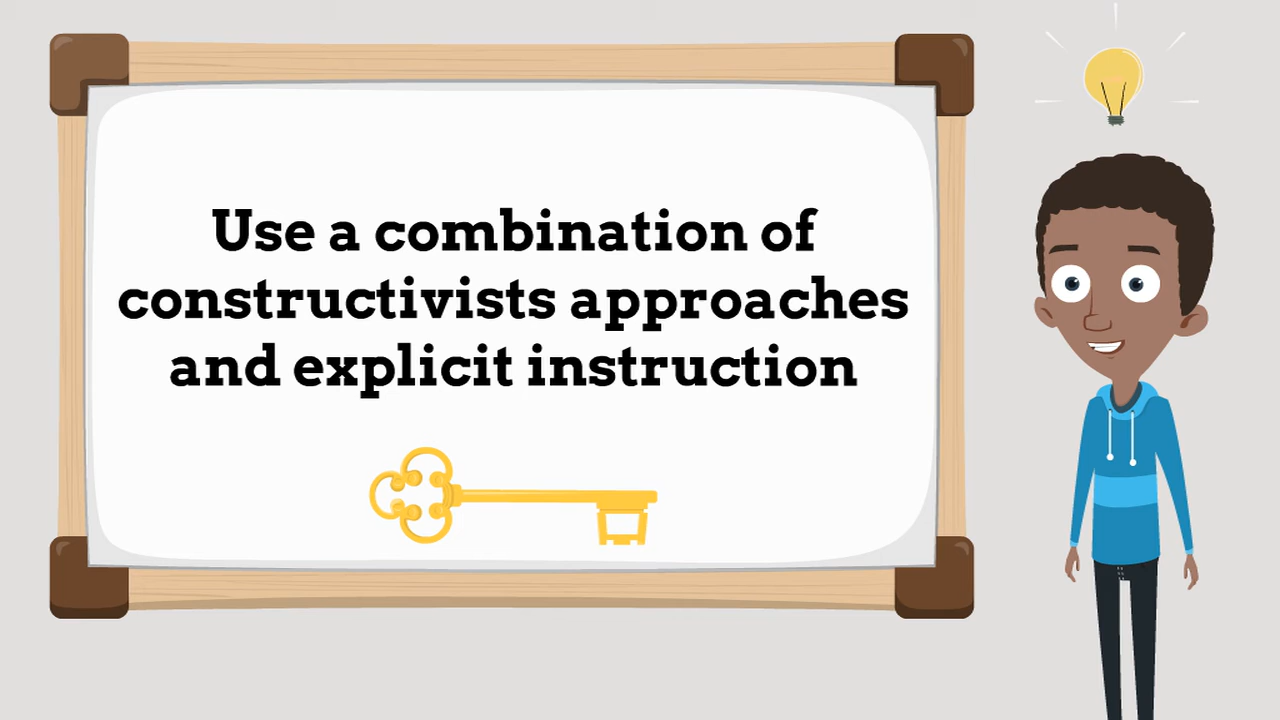 Use a combination of
constructivists approaches
and explicit instruction